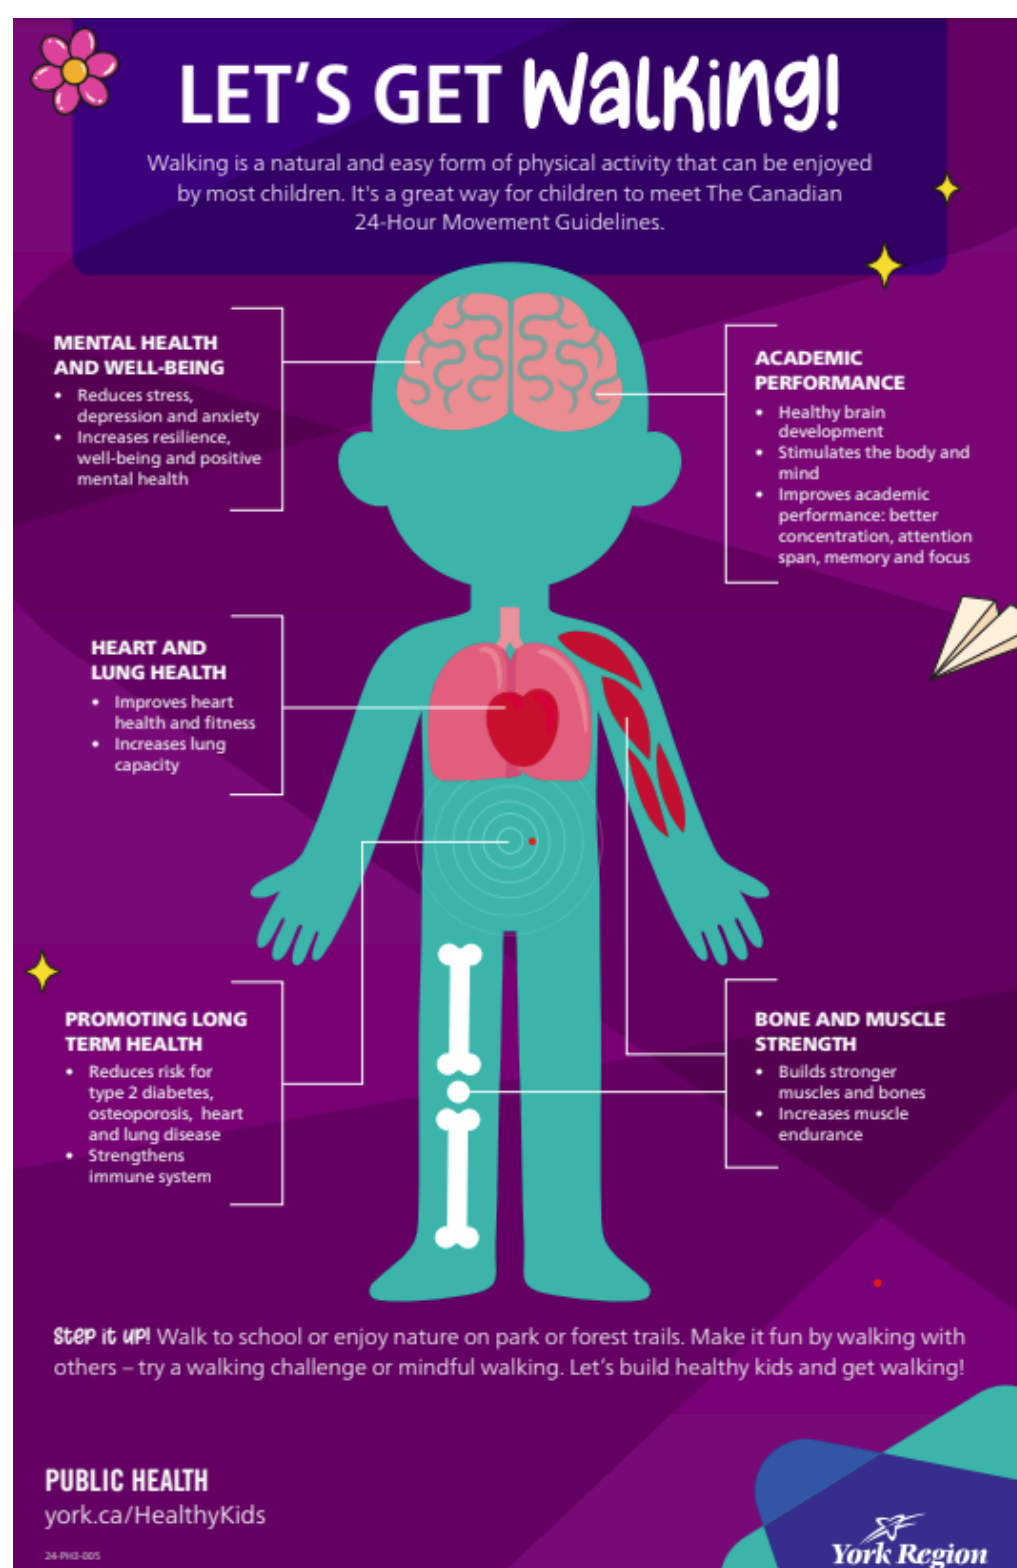 LET'S GET Walking!
Walking is a natural and easy form of physical activity that can be enjoyed
by most children. It's a great way for children to meet The Canadian
24-Hour Movement Guidelines.
MENTAL HEALTH
AND WELL-BEING
• Reduces stress,
depression and anxiety
• Increases resilience,
well-being and positive
mental health
ACADEMIC
PERFORMANCE
• Healthy brain
development
• Stimulates the body and
mind
• Improves academic
performance: better
concentration, attention
span, memory and focus
HEART AND
LUNG HEALTH
• Improves heart
health and fitness
• Increases lung
capacity
PROMOTING LONG
TERM HEALTH
• Reduces risk for
type 2 diabetes,
osteoporosis, heart
and lung disease
• Strengthens
immune system
BONE AND MUSCLE
STRENGTH
• Builds stronger
muscles and bones
• Increases muscle
endurance
Step it up! Walk to school or enjoy nature on park or forest trails. Make it fun by walking with
others – try a walking challenge or mindful walking. Let's build healthy kids and get walking!
PUBLIC HEALTH
york.ca/HealthyKids
24-PH3-005
York Region